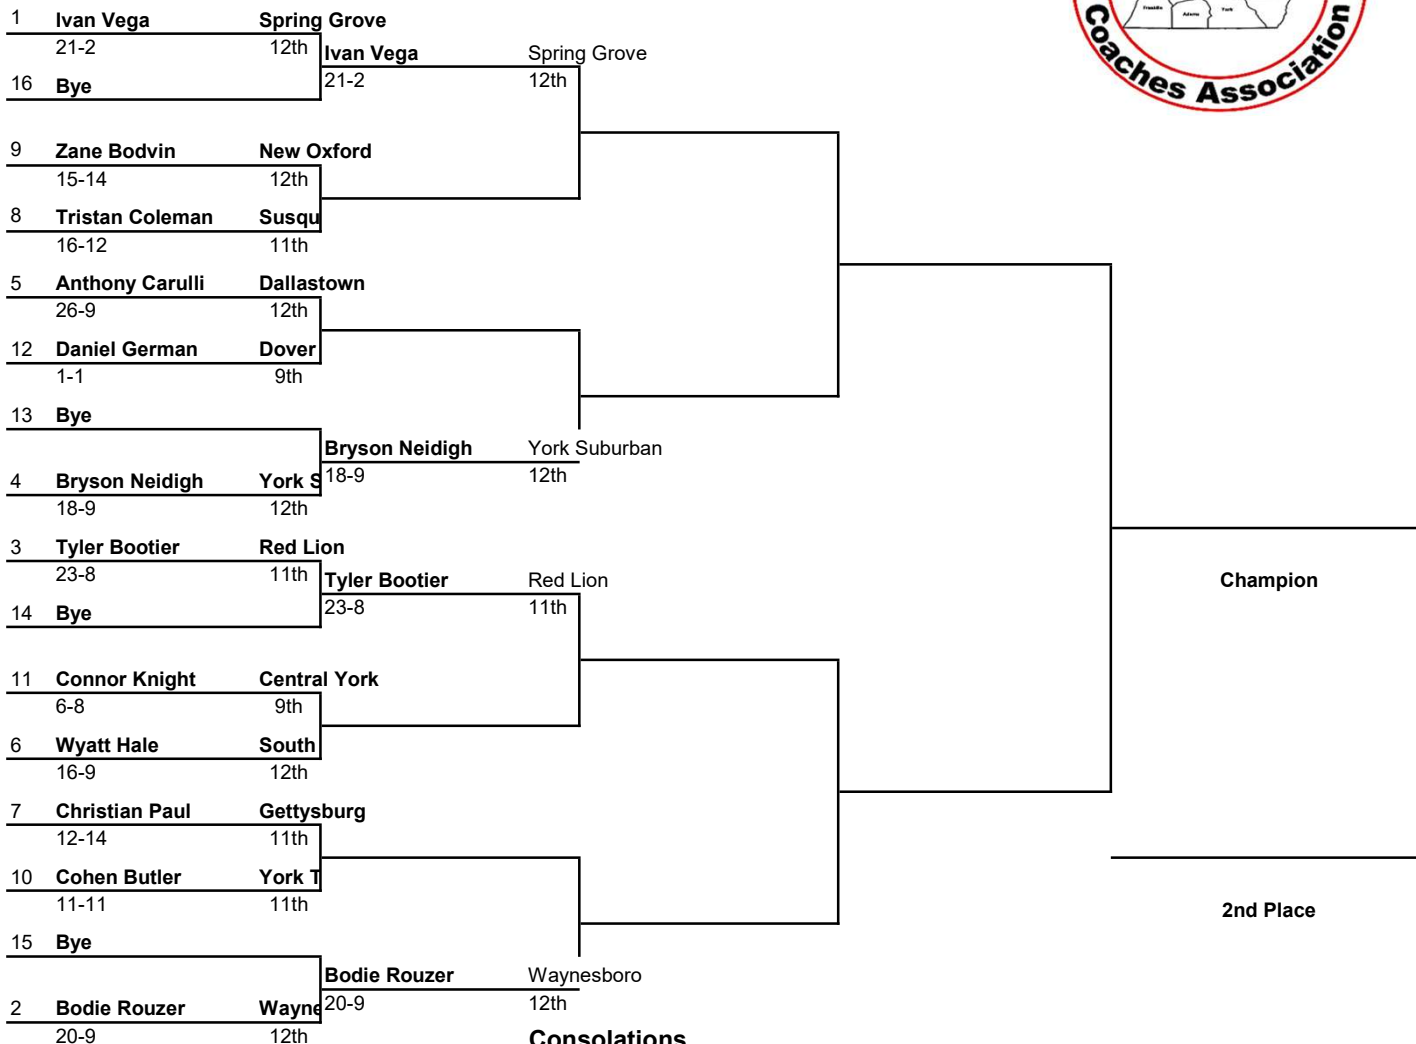 Coaches Association
1 Ivan Vega Spring Grove
21-2 12th
Ivan Vega Spring Grove
21-2 12th
16 Bye
9 Zane Bodvin New Oxford
15-14 12th
8 Tristan Coleman Susqu
16-12 11th
5 Anthony Carulli Dallastown
26-9 12th
12 Daniel German Dover
1-1 9th
13 Bye
Bryson Neidigh York Suburban
18-9 12th
4 Bryson Neidigh York S
18-9 12th
3 Tyler Bootier Red Lion
23-8 11th
Tyler Bootier Red Lion
23-8 11th
14 Bye
Champion
11 Connor Knight Central York
6-8 9th
6 Wyatt Hale South
16-9 12th
7 Christian Paul Gettysburg
12-14 11th
10 Cohen Butler York T
11-11 11th
2nd Place
15 Bye
Bodie Rouzer Waynesboro
20-9 12th
2 Bodie Rouzer Wayne
20-9 12th
Consolations